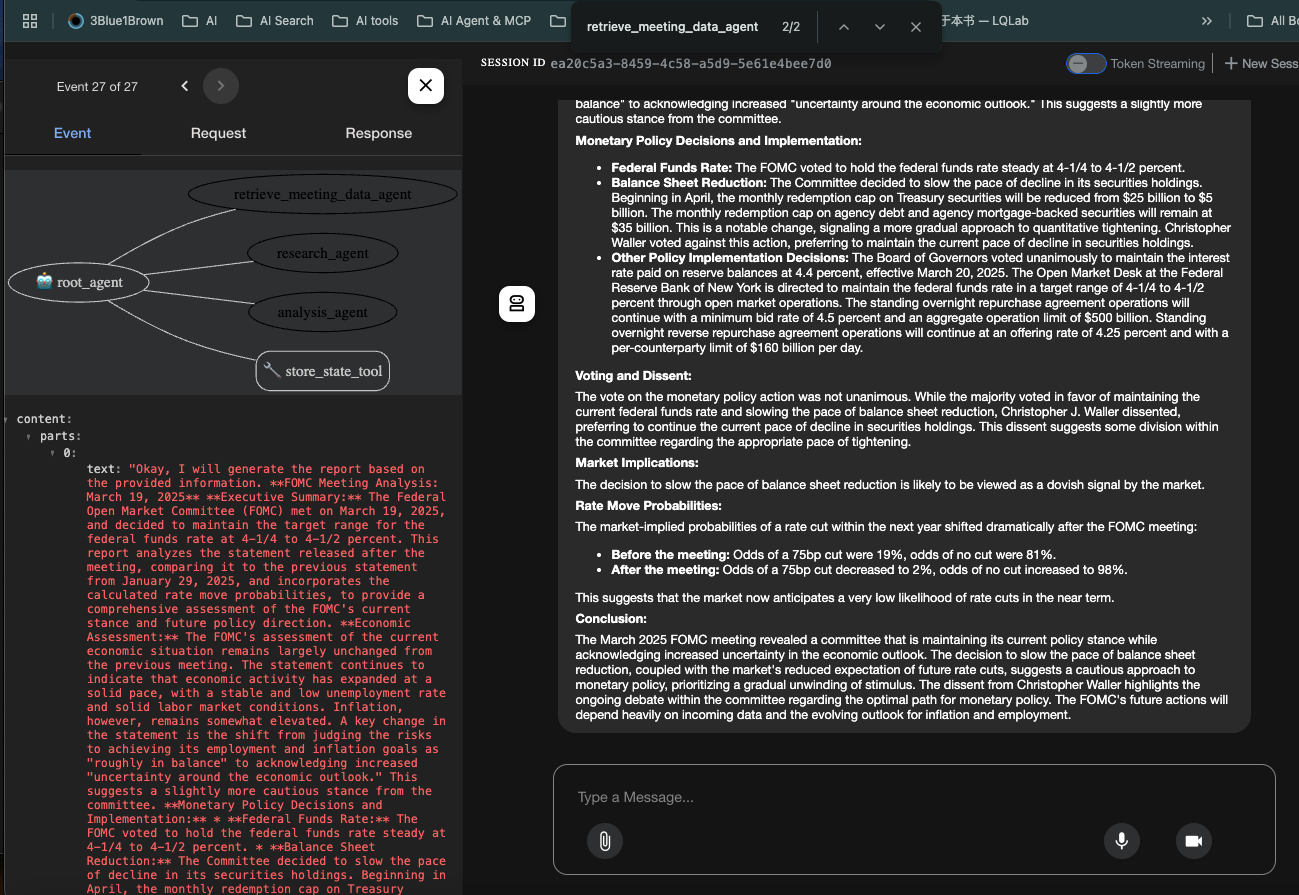 3Blue1Brown
AI
AI Search
AI tools
AI Agent & MCP
retrieve_meeting_data_agent
2/2
于本书 — LQLab
All Bo
Event 27 of 27
Event
Request
Response
retrieve_meeting_data_agent
research_agent
root_agent
analysis_agent
store_state_tool
content:
parts:
0:
text: "Okay, I will generate the report based on
the provided information. **FOMC Meeting Analysis:
March 19, 2025** **Executive Summary:** The Federal
Open Market Committee (FOMC) met on March 19, 2025,
and decided to maintain the target range for the
federal funds rate at 4-1/4 to 4-1/2 percent. This
report analyzes the statement released after the
meeting, comparing it to the previous statement
from January 29, 2025, and incorporates the
calculated rate move probabilities, to provide a
comprehensive assessment of the FOMC's current
stance and future policy direction. **Economic
Assessment:** The FOMC's assessment of the current
economic situation remains largely unchanged from
the previous meeting. The statement continues to
indicate that economic activity has expanded at a
solid pace, with a stable and low unemployment rate
and solid labor market conditions. Inflation,
however, remains somewhat elevated. A key change in
the statement is the shift from judging the risks
to achieving its employment and inflation goals as
"roughly in balance" to acknowledging increased
"uncertainty around the economic outlook." This
suggests a slightly more cautious stance from the
committee. **Monetary Policy Decisions and
Implementation:** * **Federal Funds Rate:** The
FOMC voted to hold the federal funds rate steady at
4-1/4 to 4-1/2 percent. * **Balance Sheet
Reduction:** The Committee decided to slow the pace
of decline in its securities holdings. Beginning in
April, the monthly redemption cap on Treasury
SESSION ID ea20c5a3-8459-4c58-a5d9-5e61e4bee7d0
Token Streaming
New Sess
balance" to acknowledging increased "uncertainty around the economic outlook." This suggests a slightly more
cautious stance from the committee.
Monetary Policy Decisions and Implementation:
• Federal Funds Rate: The FOMC voted to hold the federal funds rate steady at 4-1/4 to 4-1/2 percent.
• Balance Sheet Reduction: The Committee decided to slow the pace of decline in its securities holdings.
Beginning in April, the monthly redemption cap on Treasury securities will be reduced from $25 billion to $5
billion. The monthly redemption cap on agency debt and agency mortgage-backed securities will remain at
$35 billion. This is a notable change, signaling a more gradual approach to quantitative tightening. Christopher
Waller voted against this action, preferring to maintain the current pace of decline in securities holdings.
• Other Policy Implementation Decisions: The Board of Governors voted unanimously to maintain the interest
rate paid on reserve balances at 4.4 percent, effective March 20, 2025. The Open Market Desk at the Federal
Reserve Bank of New York is directed to maintain the federal funds rate in a target range of 4-1/4 to 4-1/2
percent through open market operations. The standing overnight repurchase agreement operations will
continue with a minimum bid rate of 4.5 percent and an aggregate operation limit of $500 billion. Standing
overnight reverse repurchase agreement operations will continue at an offering rate of 4.25 percent and with a
per-counterparty limit of $160 billion per day.
Voting and Dissent:
The vote on the monetary policy action was not unanimous. While the majority voted in favor of maintaining the
current federal funds rate and slowing the pace of balance sheet reduction, Christopher J. Waller dissented,
preferring to continue the current pace of decline in securities holdings. This dissent suggests some division within
the committee regarding the appropriate pace of tightening.
Market Implications:
The decision to slow the pace of balance sheet reduction is likely to be viewed as a dovish signal by the market.
Rate Move Probabilities:
The market-implied probabilities of a rate cut within the next year shifted dramatically after the FOMC meeting:
• Before the meeting: Odds of a 75bp cut were 19%, odds of no cut were 81%.
• After the meeting: Odds of a 75bp cut decreased to 2%, odds of no cut increased to 98%.
This suggests that the market now anticipates a very low likelihood of rate cuts in the near term.
Conclusion:
The March 2025 FOMC meeting revealed a committee that is maintaining its current policy stance while
acknowledging increased uncertainty in the economic outlook. The decision to slow the pace of balance sheet
reduction, coupled with the market's reduced expectation of future rate cuts, suggests a cautious approach to
monetary policy, prioritizing a gradual unwinding of stimulus. The dissent from Christopher Waller highlights the
ongoing debate within the committee regarding the optimal path for monetary policy. The FOMC's future actions will
depend heavily on incoming data and the evolving outlook for inflation and employment.
Type a Message...